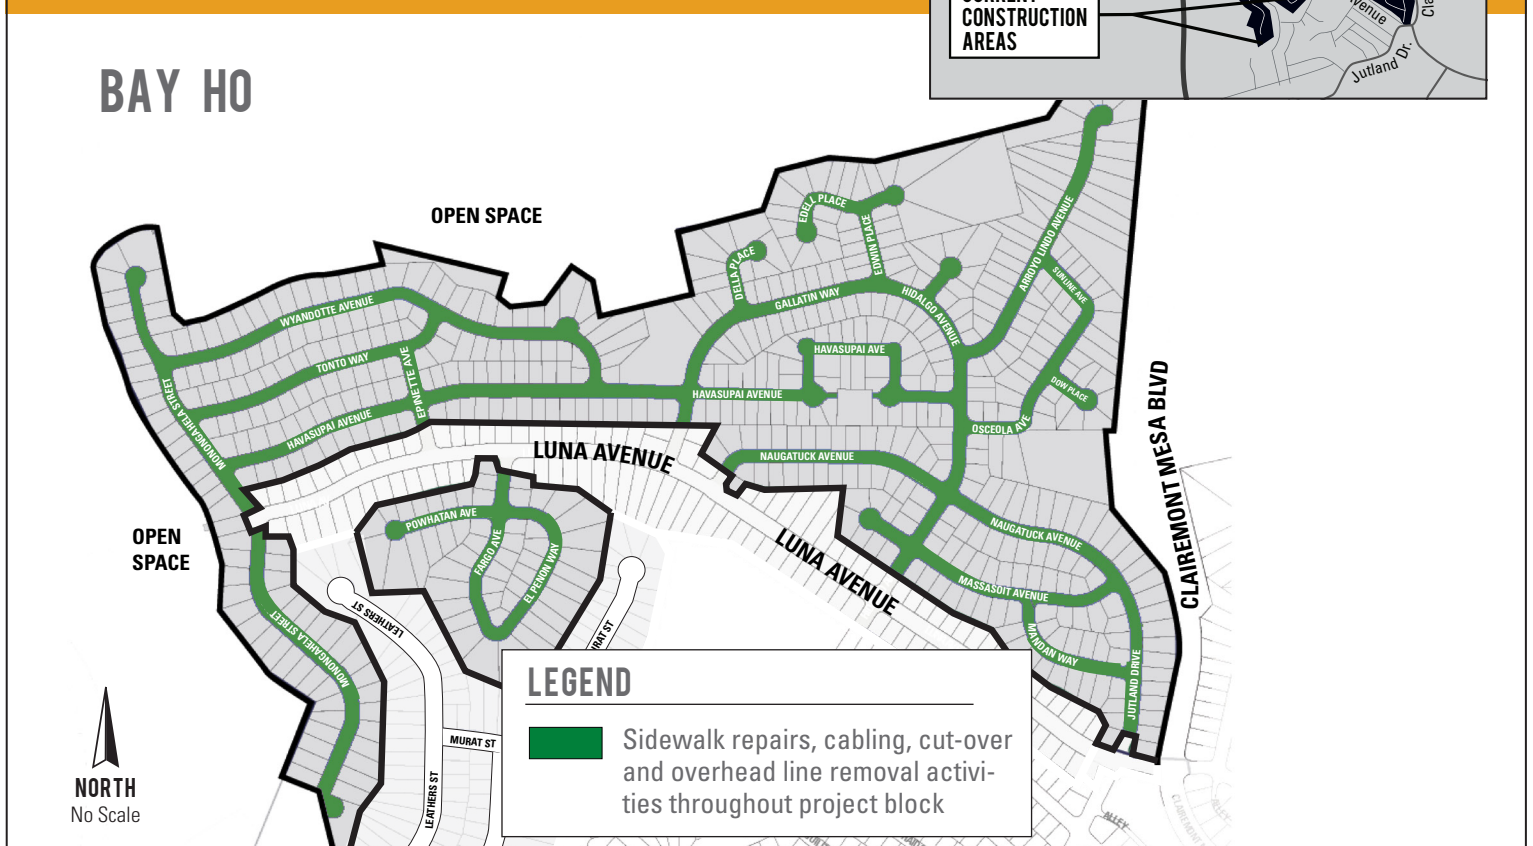 CONSTRUCTION
AREAS
Avenue
Jutland Dr.
BAY HO
OPEN SPACE
EDELL PLACE
EDWIN PLACE
DELLA PLACE
GALLATIN WAY
HIDALGO AVENUE
ARROYO LINDO AVENUE
SUNLINE AVE
WYANDOTTE AVENUE
TONTO WAY
EPINETTE AVE
HAVASUPAI AVENUE
MONONGAHELA STREET
HAVASUPAI AVE
HAVASUPAI AVENUE
DOW PLACE
OSCEOLA AVE
CLAIREMONT MESA BLVD
LUNA AVENUE
NAUGATUCK AVENUE
OPEN
SPACE
POWHATAN AVE
FARGO AVE
EL PENON WAY
LUNA AVENUE
NAUGATUCK AVENUE
MASSASOIT AVENUE
MANDAN WAY
JUTLAND DRIVE
LEATHERS ST
MONONGAHELA STREET
MURAT ST
LEATHERS ST
NORTH
No Scale
LEGEND
Sidewalk repairs, cabling, cut-over
and overhead line removal activi-
ties throughout project block
ALLEY